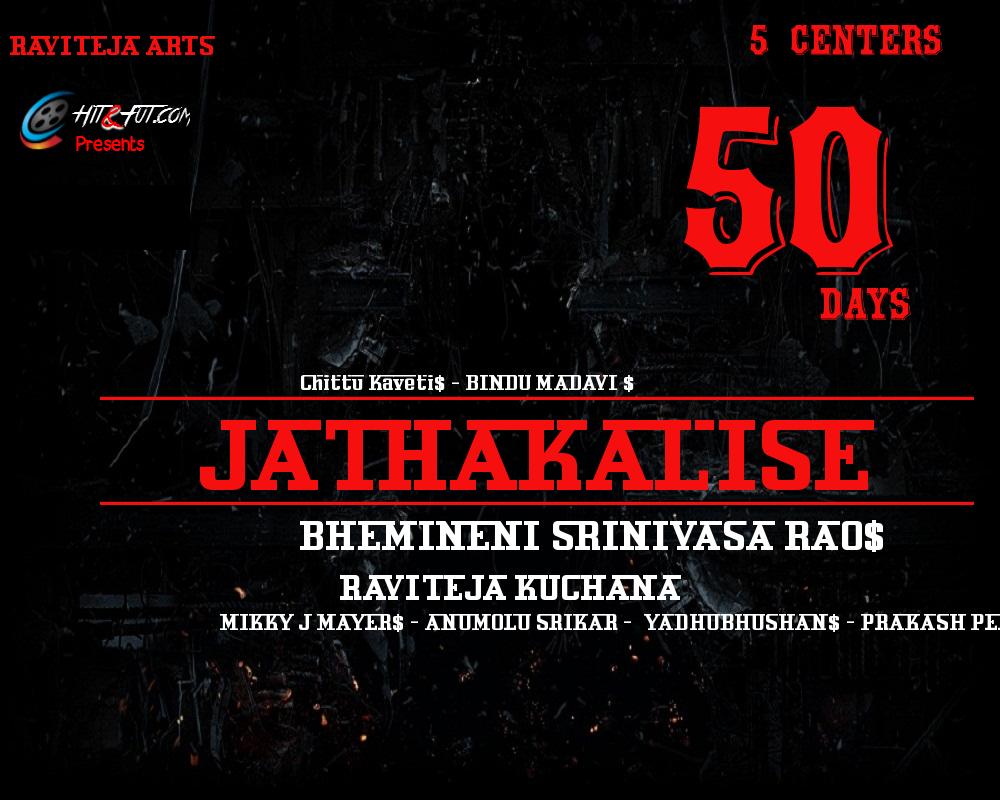 RAVITEJA ARTS
5 CENTERS
HIT&FUT.COM
Presents
50
DAYS
Chittu Kaveti$ - BINDU MADAVI $
JATHAKALISE
BHEMINENI SRINIVASA RAO$
RAVITEJA KUCHANA
MIKKY J MAYER$ - ANUMOLU SRIKAR - YADHUBHUSHAN$ - PRAKASH